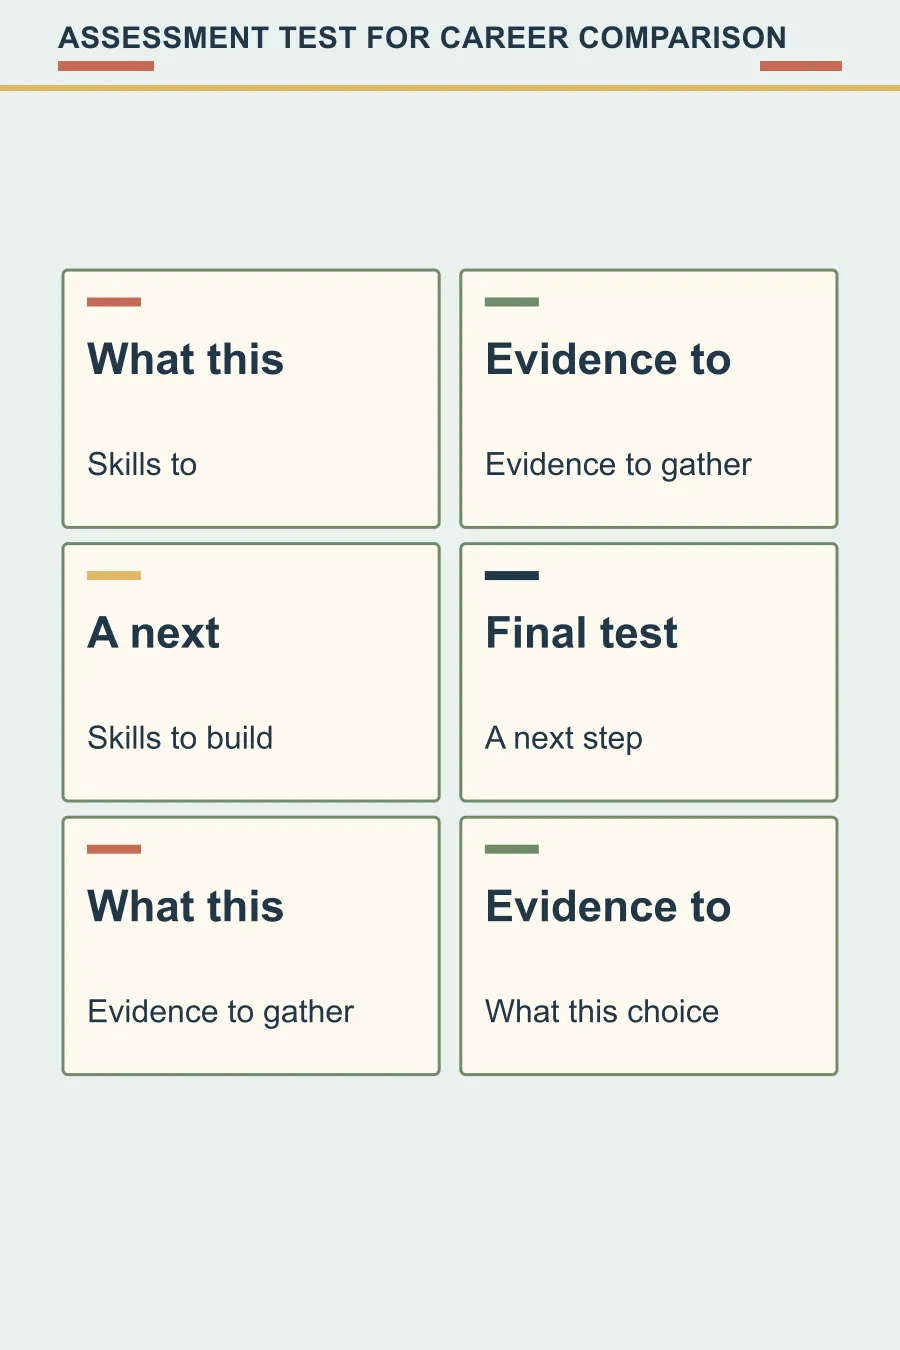 ASSESSMENT TEST FOR CAREER COMPARISON
What this
Skills to
Evidence to
Evidence to gather
A next
Skills to build
Final test
A next step
What this
Evidence to gather
Evidence to
What this choice